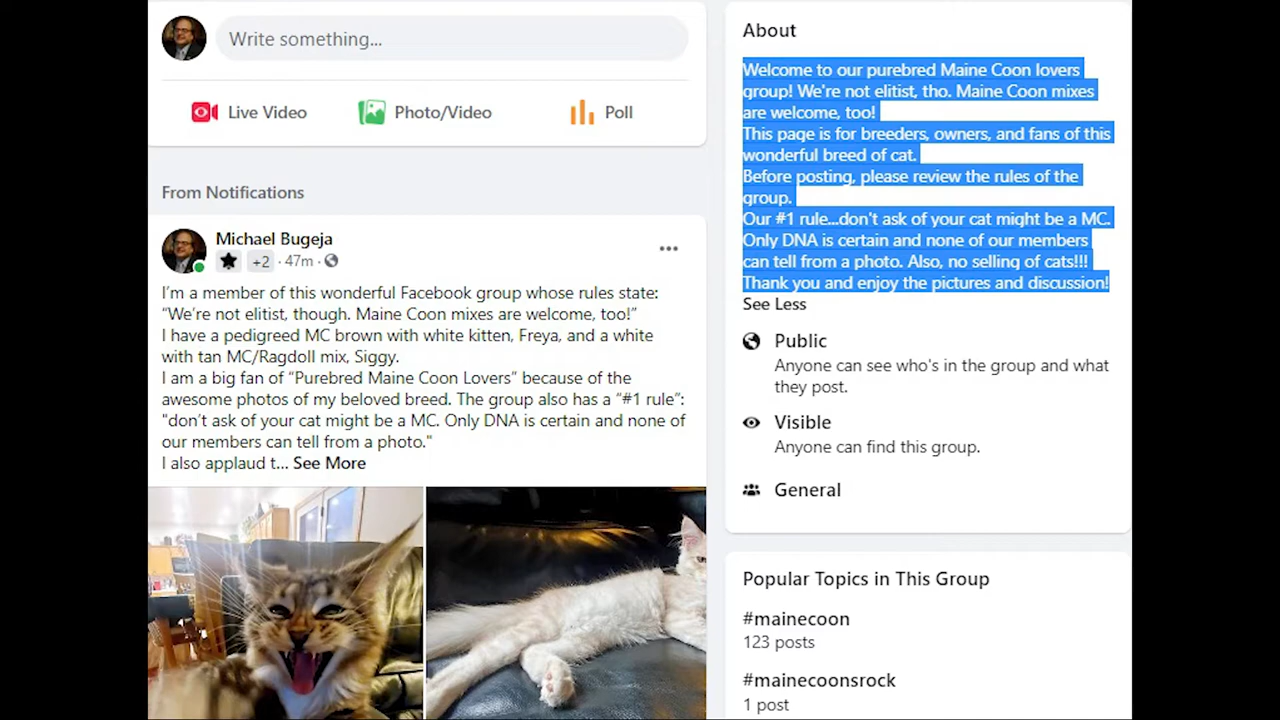 Write something...
Live Video
Photo/Video
Poll
From Notifications
Michael Bugeja
+2 · 47m ·
I'm a member of this wonderful Facebook group whose rules state:
“We're not elitist, though. Maine Coon mixes are welcome, too!”
I have a pedigreed MC brown with white kitten, Freya, and a white
with tan MC/Ragdoll mix, Siggy.
I am a big fan of “Purebred Maine Coon Lovers” because of the
awesome photos of my beloved breed. The group also has a “#1 rule”:
"don't ask of your cat might be a MC. Only DNA is certain and none of
our members can tell from a photo."
I also applaud t... See More
About
Welcome to our purebred Maine Coon lovers
group! We're not elitist, tho. Maine Coon mixes
are welcome, too!
This page is for breeders, owners, and fans of this
wonderful breed of cat.
Before posting, please review the rules of the
group.
Our #1 rule...don't ask of your cat might be a MC.
Only DNA is certain and none of our members
can tell from a photo. Also, no selling of cats!!!
Thank you and enjoy the pictures and discussion!
See Less
Public
Anyone can see who's in the group and what
they post.
Visible
Anyone can find this group.
General
Popular Topics in This Group
#mainecoon
123 posts
#mainecoonsrock
1 post